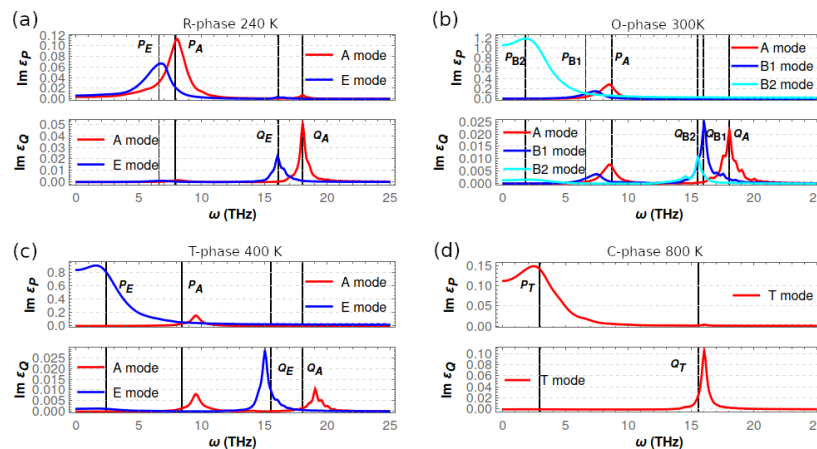 (a)
R-phase 240 K
Im εP
0.12
0.10
0.08
0.06
0.04
0.02
0.00
PE
PA
A mode
E mode
Im εQ
0.05
0.04
0.03
0.02
0.01
0.00
A mode
E mode
QE
QA
0 5 10 15 20 25
ω (THz)
(b)
O-phase 300K
Im εP
1.2
1.0
0.8
0.6
0.4
0.2
0.0
PB2
PB1
PA
A mode
B1 mode
B2 mode
Im εQ
0.025
0.020
0.015
0.010
0.005
0.000
A mode
B1 mode
B2 mode
QB2
QB1
QA
0 5 10 15 20 25
ω (THz)
(c)
T-phase 400 K
Im εP
0.8
0.6
0.4
0.2
0.0
PE
PA
A mode
E mode
Im εQ
0.025
0.020
0.015
0.010
0.005
0.000
A mode
E mode
QE
QA
0 5 10 15 20 25
ω (THz)
(d)
C-phase 800 K
Im εP
0.15
0.10
0.05
0.00
PT
T mode
Im εQ
0.10
0.08
0.06
0.04
0.02
0.00
T mode
QT
0 5 10 15 20 25
ω (THz)